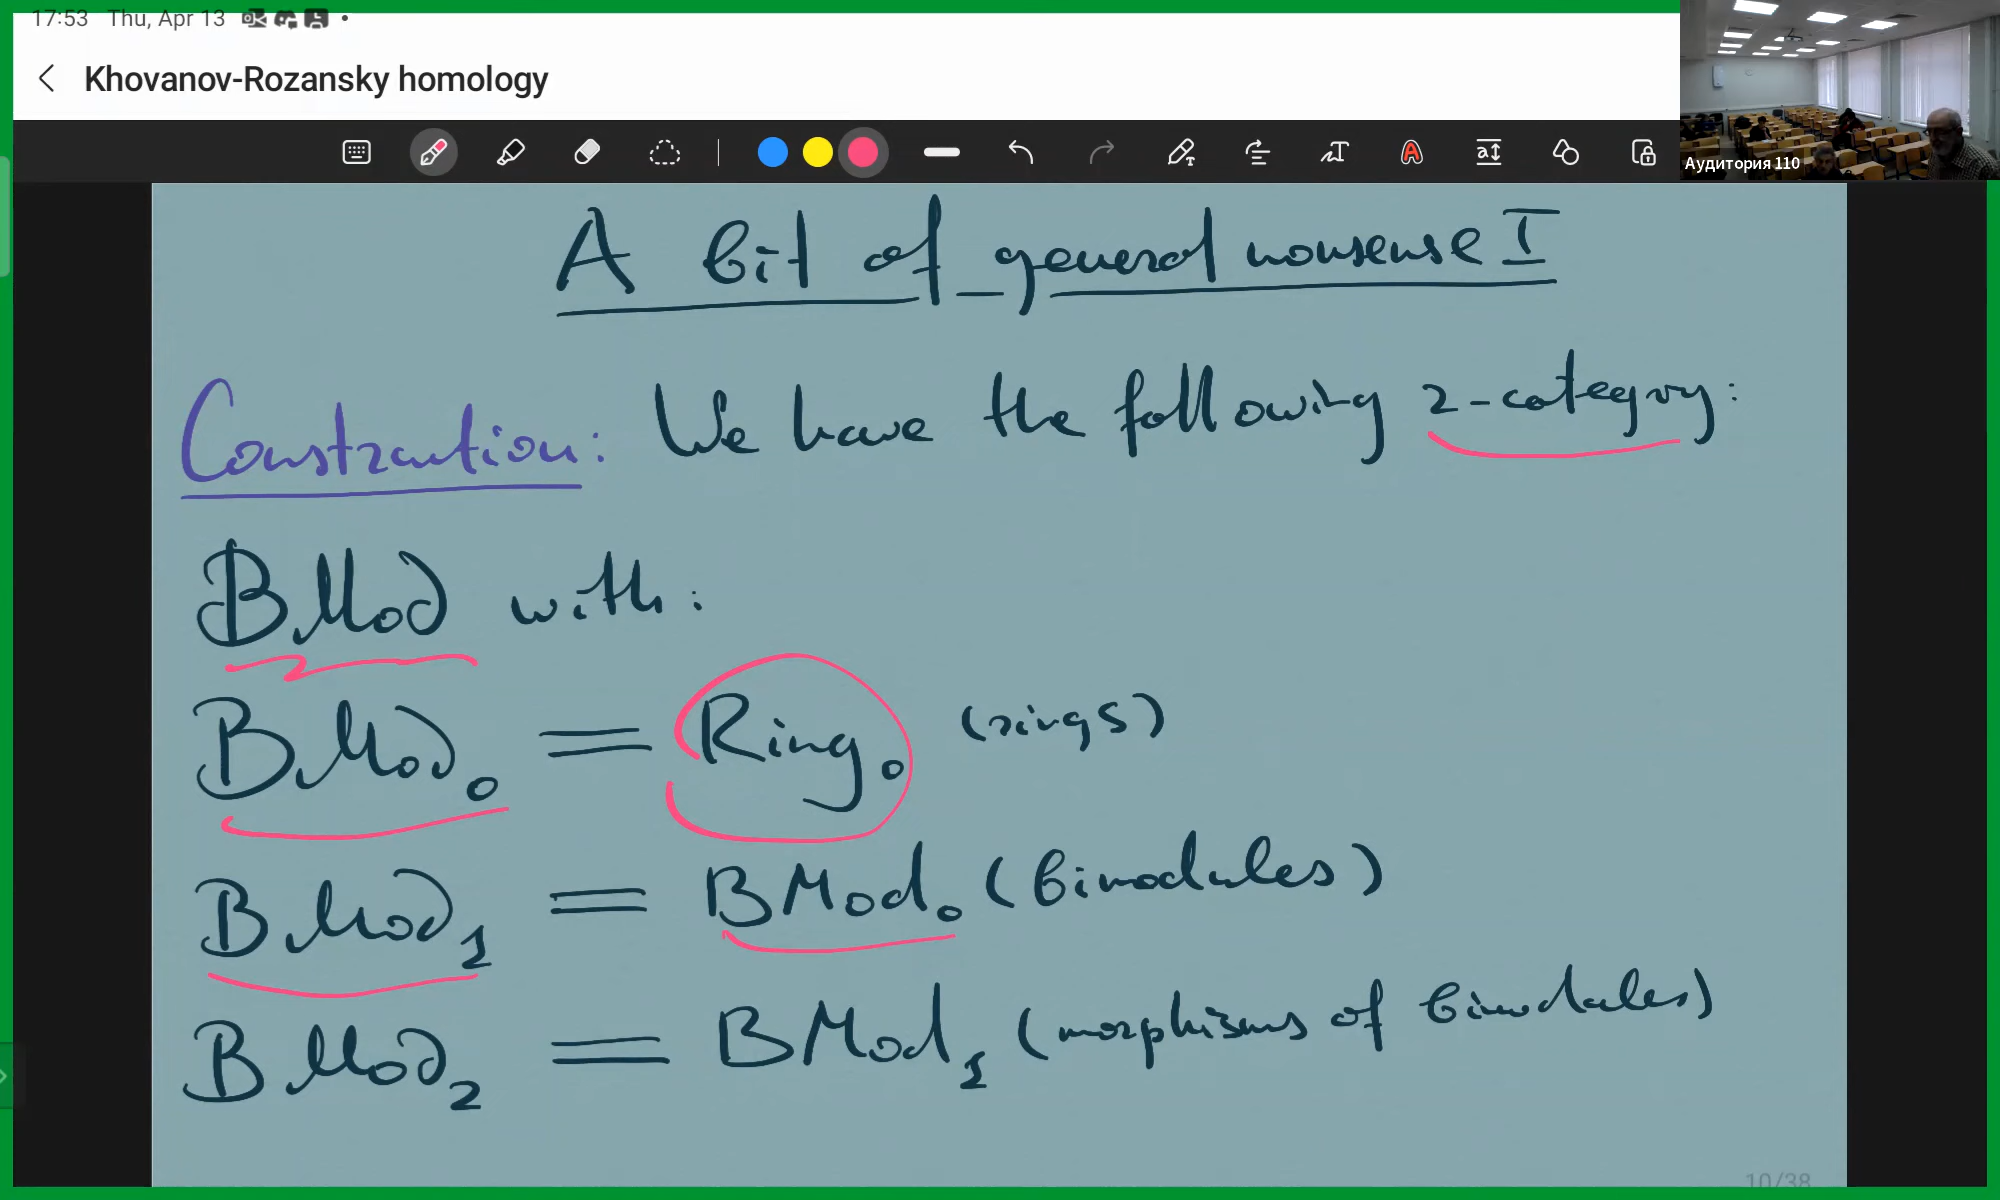 17:53 Thu, Apr 13
Khovanov-Rozansky homology
Аудитория 110
A bit of general nonsense I
Construction: We have the following 2-category:
BMod with:
BMod₀ = Ring₀ (rings)
BMod₁ = BMod₀ (bimodules)
BMod₂ = BMod₁ (morphisms of bimodules)
10/38